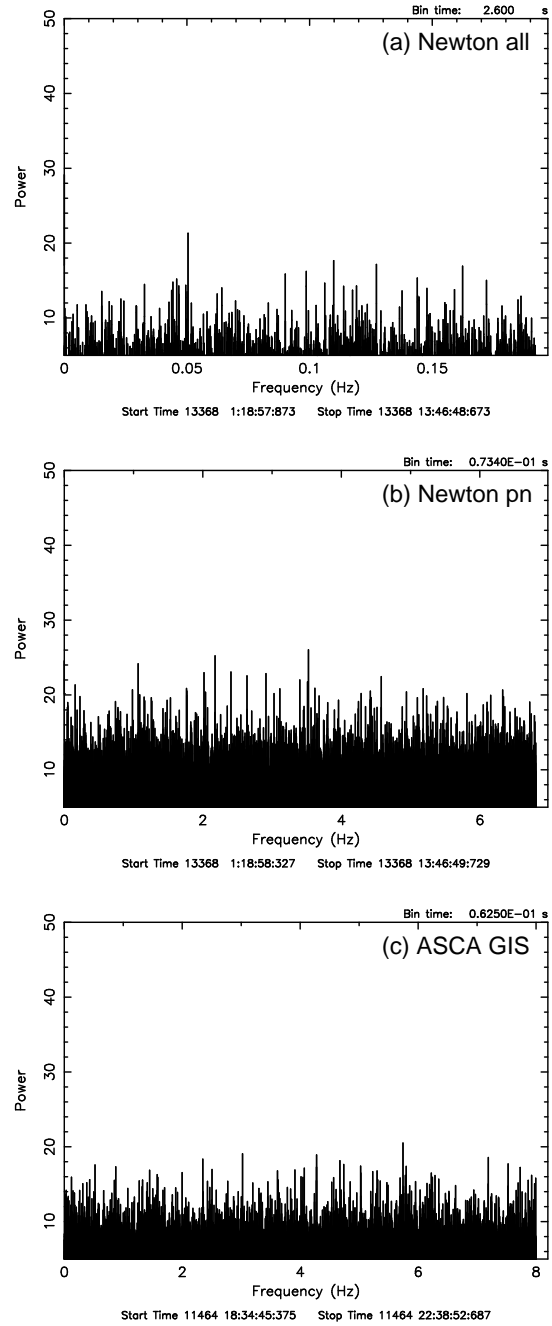 Bin time: 2.600 s
(a) Newton all
50
40
30
20
10
Power
0 0.05 0.1 0.15
Frequency (Hz)
Start Time 13368 1:18:57:873 Stop Time 13368 13:46:48:673
Bin time: 0.7340E-01 s
(b) Newton pn
50
40
30
20
10
Power
0 2 4 6
Frequency (Hz)
Start Time 13368 1:18:58:327 Stop Time 13368 13:46:49:729
Bin time: 0.6250E-01 s
(c) ASCA GIS
50
40
30
20
10
Power
0 2 4 6 8
Frequency (Hz)
Start Time 11464 18:34:45:375 Stop Time 11464 22:38:52:687